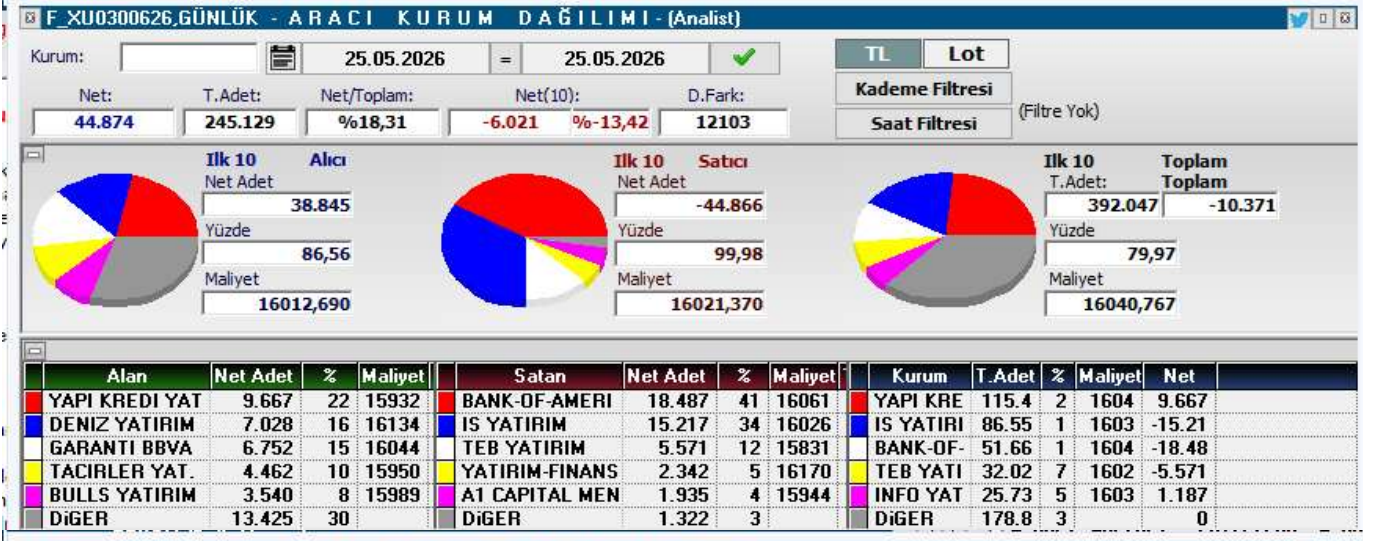 F_XU0300626,GÜNLÜK - A R A C I   K U R U M   D A Ğ I L I M I - (Analist)
Kurum: 25.05.2026 = 25.05.2026 TL Lot
Net: T.Adet: Net/Toplam: Net(10): D.Fark: Kademe Filtresi
44.874 245.129 %18,31 -6.021 %-13,42 12103 Saat Filtresi (Filtre Yok)
Ilk 10 Alıcı Ilk 10 Satıcı Ilk 10 Toplam
Net Adet Net Adet T.Adet: Toplam
38.845 -44.866 392.047 -10.371
Yüzde Yüzde Yüzde
86,56 99,98 79,97
Maliyet Maliyet Maliyet
16012,690 16021,370 16040,767
Alan Net Adet % Maliyet Satan Net Adet % Maliyet Kurum T.Adet % Maliyet Net
YAPI KREDI YAT 9.667 22 15932 BANK-OF-AMERI 18.487 41 16061 YAPI KRE 115.4 2 1604 9.667
DENIZ YATIRIM 7.028 16 16134 IS YATIRIM 15.217 34 16026 IS YATIRI 86.55 1 1603 -15.21
GARANTI BBVA 6.752 15 16044 TEB YATIRIM 5.571 12 15831 BANK-OF- 51.66 1 1604 -18.48
TACIRLER YAT. 4.462 10 15950 YATIRIM-FINANS 2.342 5 16170 TEB YATI 32.02 7 1602 -5.571
BULLS YATIRIM 3.540 8 15989 A1 CAPITAL MEN 1.935 4 15944 INFO YAT 25.73 5 1603 1.187
DiGER 13.425 30 DiGER 1.322 3 DiGER 178.8 3 0